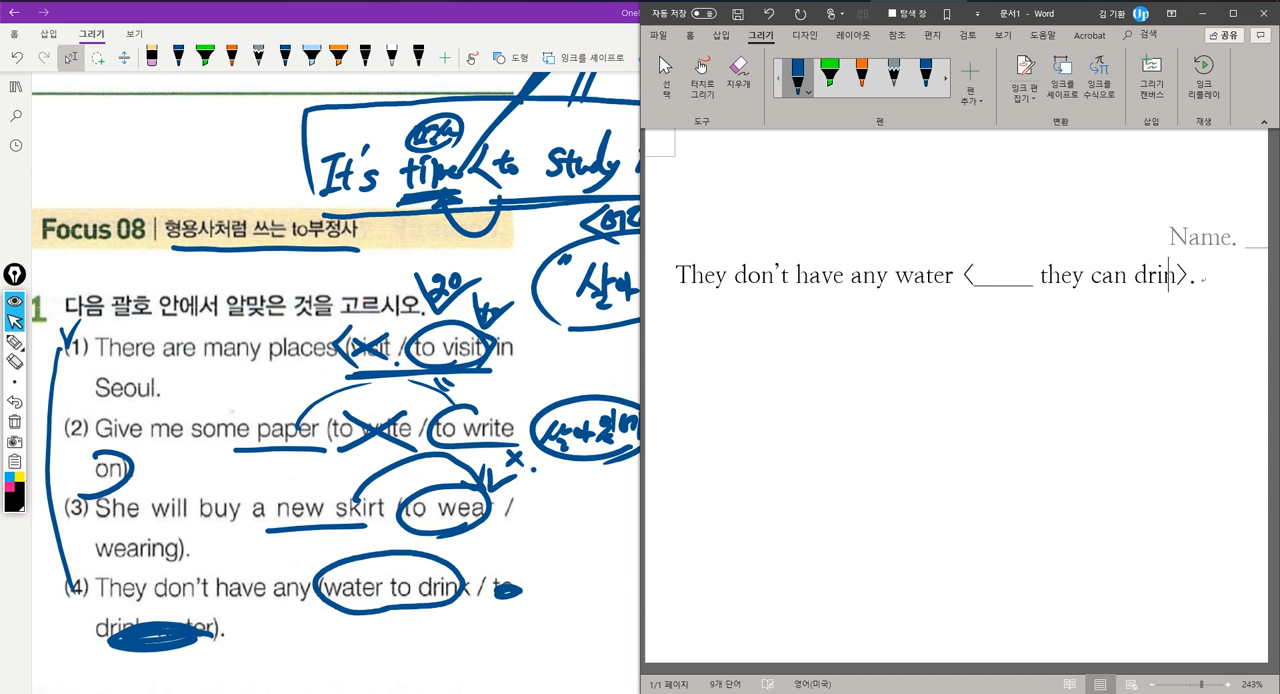 OneN
자동 저장
문서1 - Word
김 기환
Up
홈 삽입 그리기 보기
도형
잉크를 셰이프로
파일 홈 삽입 그리기 디자인 레이아웃 참조 편지 검토 보기 도움말 Acrobat 검색
공유
선택
터치로 그리기
지우개
펜 추가
잉크 편집기
잉크를 셰이프로
잉크를 수식으로
그리기 캔버스
잉크 리플레이
도구 펜 변환 삽입 재생
It's time to study
Focus 08 | 형용사처럼 쓰는 to부정사
1 다음 괄호 안에서 알맞은 것을 고르시오.
(1) There are many places (visit / to visit) in
Seoul.
(2) Give me some paper (to write / to write
on).
(3) She will buy a new skirt (to wear /
wearing).
(4) They don't have any (water to drink / to
drink water).
Name. __
They don't have any water 〈_____ they can drin〉.
1/1 페이지 9개 단어 영어(미국)
243%